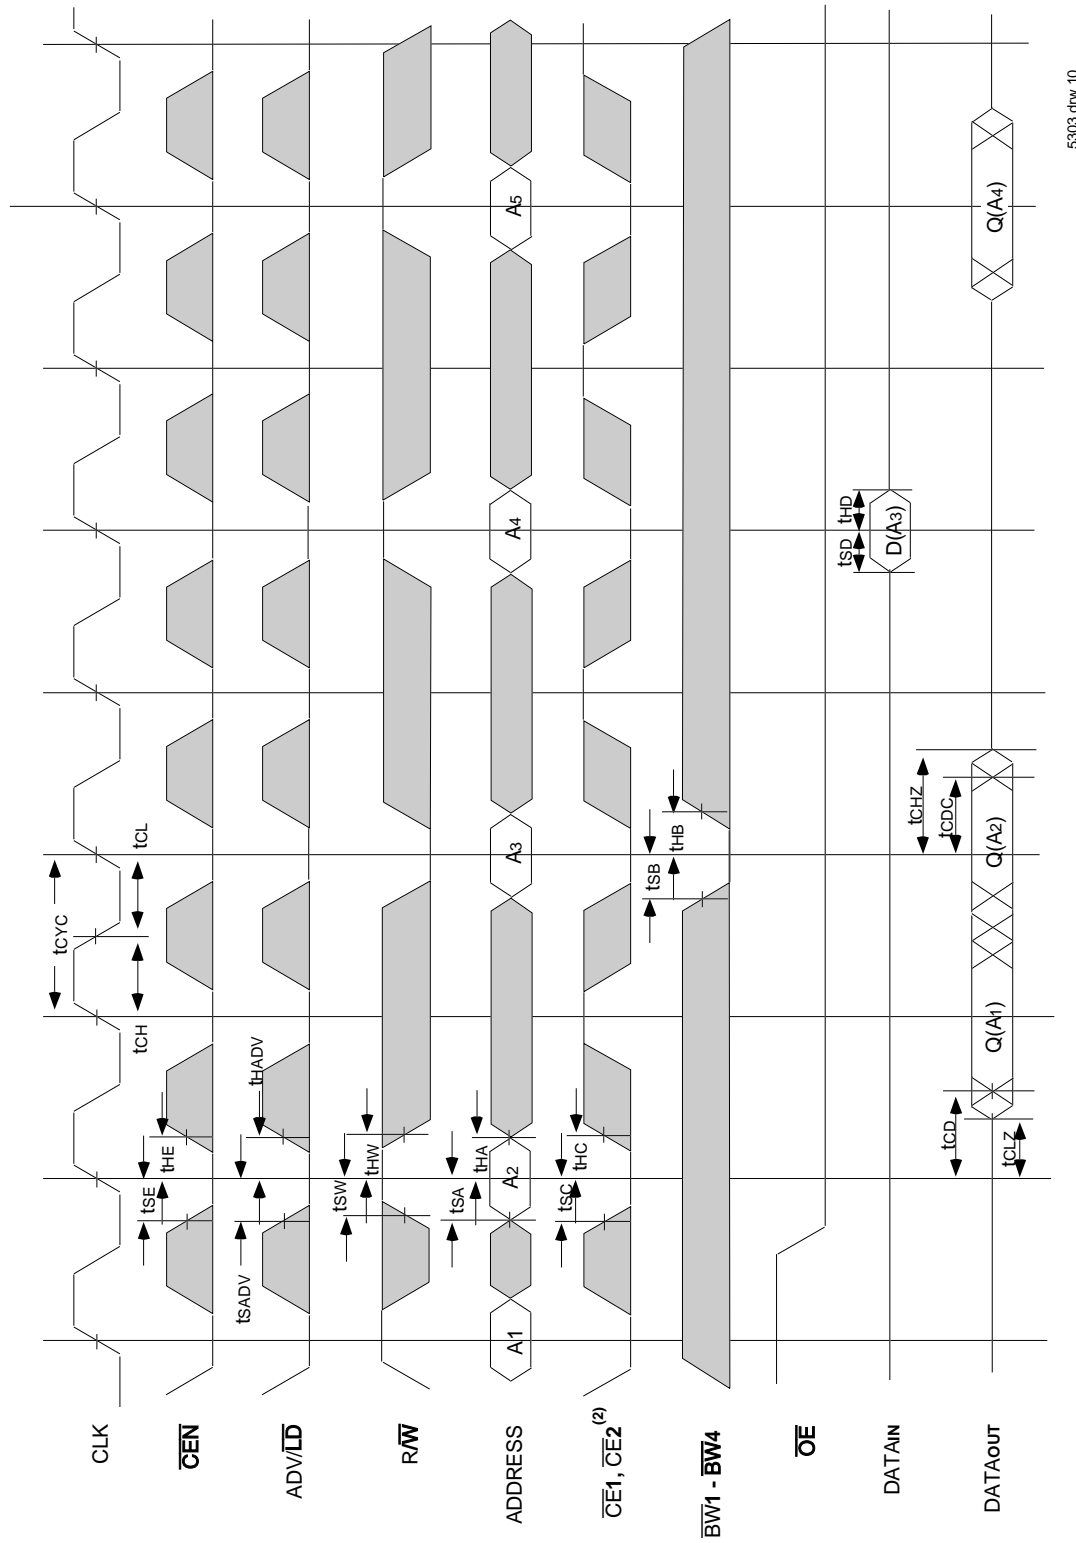 CLK
tCYC
tCH
tCL
CEN
tSE
tHE
ADV/LD
tSADV
tHADV
R/W
tSW
tHW
ADDRESS
A1
A2
A3
A4
A5
tSA
tHA
CE1, CE2(2)
tSC
tHC
BW1 - BW4
tSB
tHB
OE
DATAIN
D(A3)
tSD
tHD
DATAOUT
Q(A1)
Q(A2)
Q(A4)
tCD
tCLZ
tCHZ
tCDC
5303 drw 10